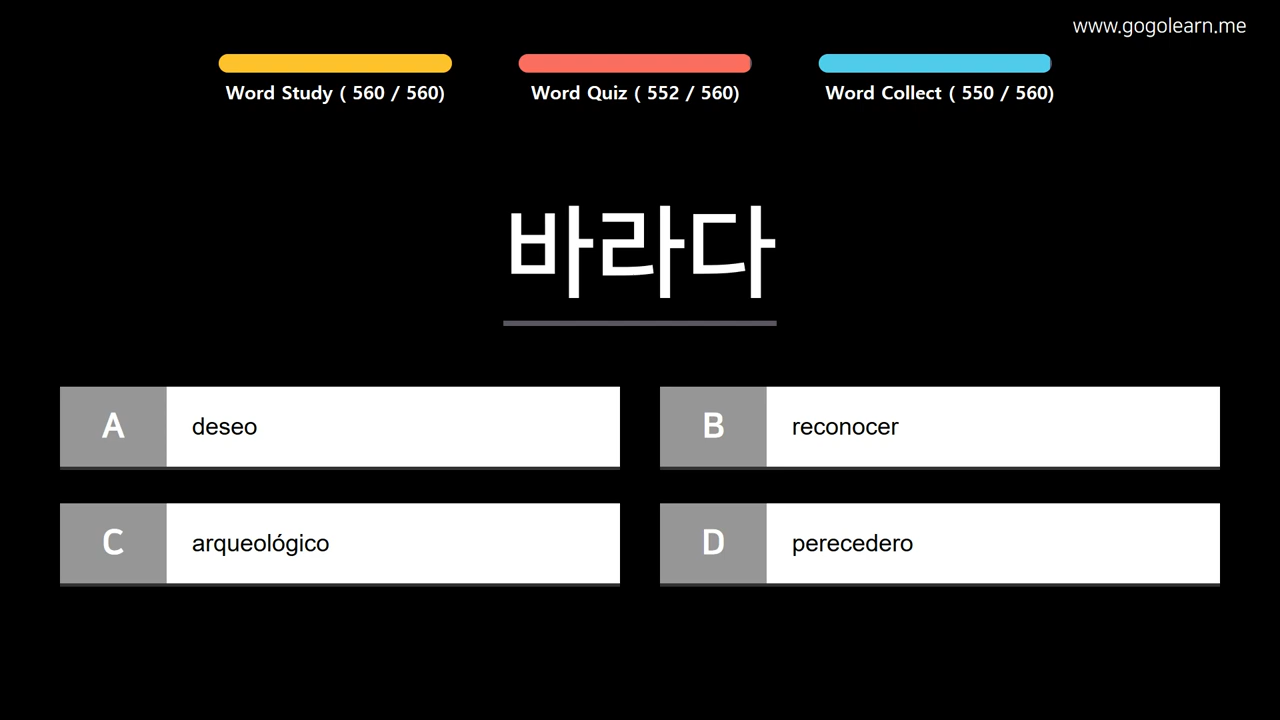 www.gogolearn.me
Word Study ( 560 / 560)
Word Quiz ( 552 / 560)
Word Collect ( 550 / 560)
바라다
A deseo
B reconocer
C arqueológico
D perecedero